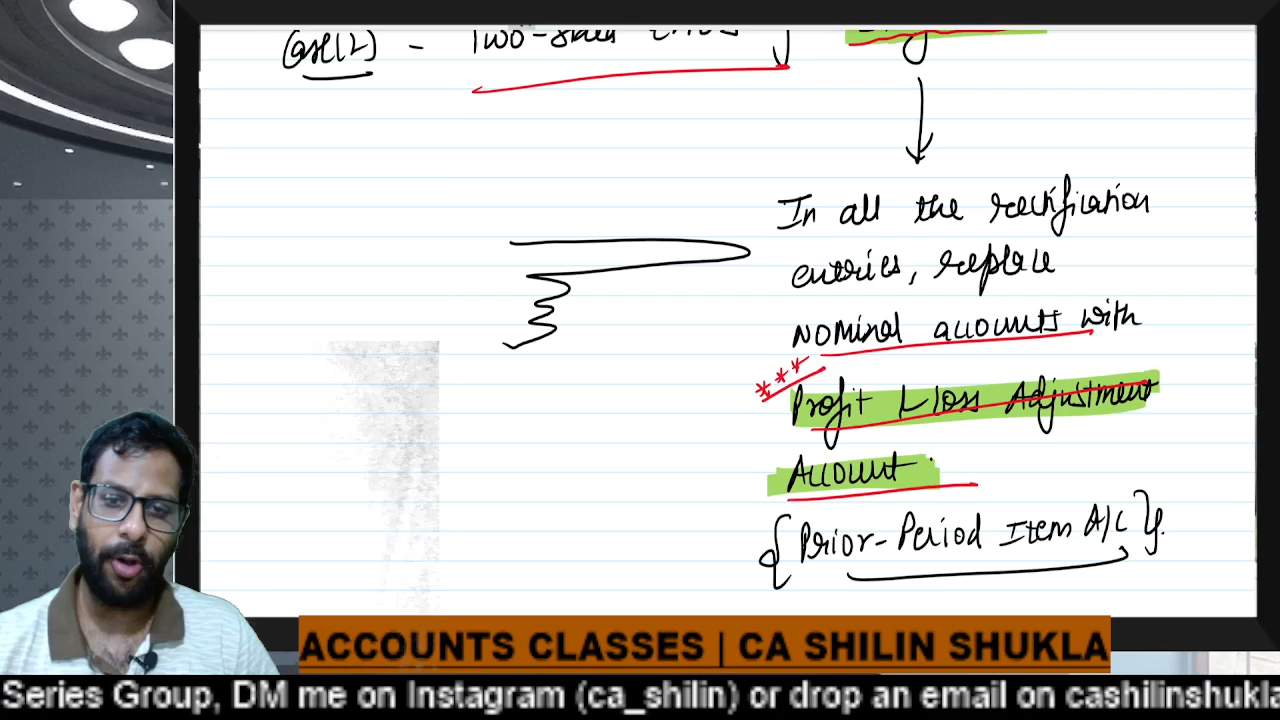 Case(2) - Two-sided Errors
In all the rectification
entries, replace
nominal accounts with
*** Profit & Loss Adjustment
Account.
{Prior-Period Item A/c}.
ACCOUNTS CLASSES | CA SHILIN SHUKLA
Series Group, DM me on Instagram (ca_shilin) or drop an email on cashilinshukla